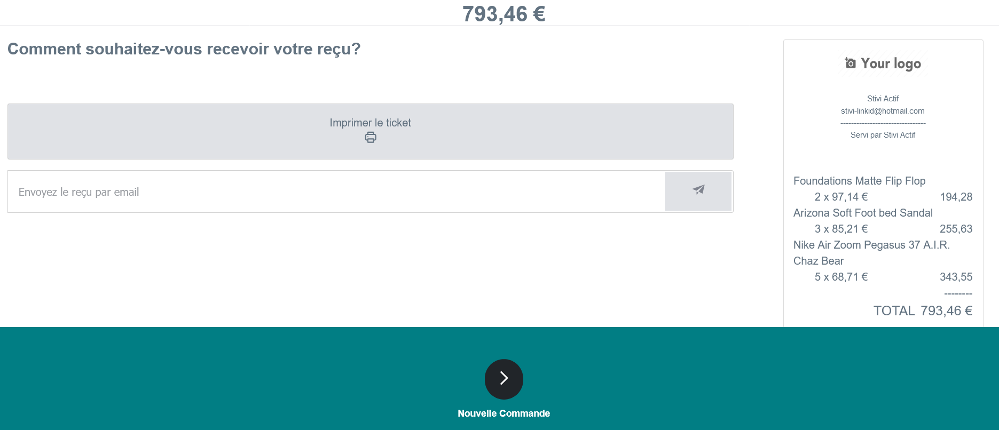 793,46 €
Comment souhaitez-vous recevoir votre reçu?
Imprimer le ticket
Envoyez le reçu par email
Your logo
Stivi Actif
stivi-linkid@hotmail.com
--------------------------------
Servi par Stivi Actif
Foundations Matte Flip Flop
2 x 97,14 € 194,28
Arizona Soft Foot bed Sandal
3 x 85,21 € 255,63
Nike Air Zoom Pegasus 37 A.I.R.
Chaz Bear
5 x 68,71 € 343,55
--------
TOTAL 793,46 €
Nouvelle Commande